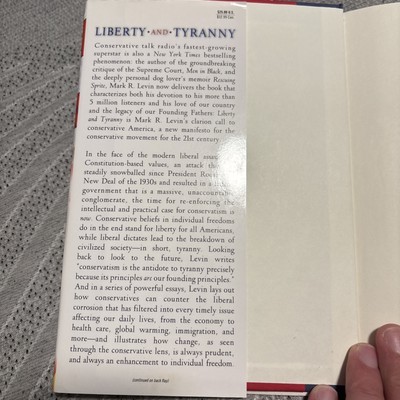 LIBERTY AND TYRANNY
Conservative talk radio's fastest-growing
superstar is also a New York Times bestselling
phenomenon: the author of the groundbreaking
critique of the Supreme Court, Men in Black, and
the deeply personal dog lover's memoir Rescuing
Sprite, Mark R. Levin now delivers the book that
characterizes both his devotion to his more than
5 million listeners and his love of our country
and the legacy of our Founding Fathers: Liberty
and Tyranny is Mark R. Levin's clarion call to
conservative America, a new manifesto for the
conservative movement for the 21st century.
In the face of the modern liberal
Constitution-based values, an attack that
steadily snowballed since President
New Deal of the 1930s and resulted in a
government that is a massive, unaccountable
conglomerate, the time for re-enforcing the
intellectual and practical case for conservatism is
now. Conservative beliefs in individual freedoms
do in the end stand for liberty for all Americans,
while liberal dictates lead to the breakdown of
civilized society—in short, tyranny. Looking
back to look to the future, Levin writes
"conservatism is the antidote to tyranny precisely
because its principles are our founding principles."
And in a series of powerful essays, Levin lays out
how conservatives can counter the liberal
corrosion that has filtered into every timely issue
affecting our daily lives, from the economy to
health care, global warming, immigration, and
more—and illustrates how change, as seen
through the conservative lens, is always prudent,
and always an enhancement to individual freedom.
(continued on back flap)